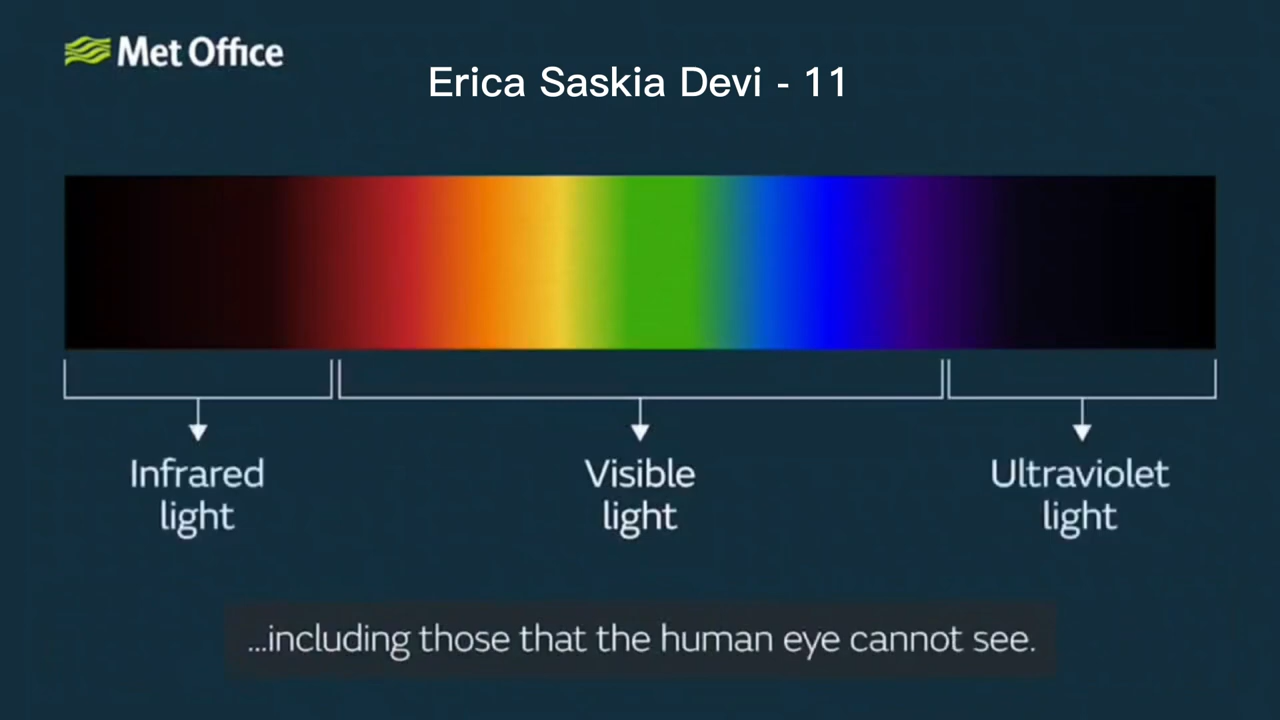 Met Office
Erica Saskia Devi - 11
Infrared
light
Visible
light
Ultraviolet
light
...including those that the human eye cannot see.